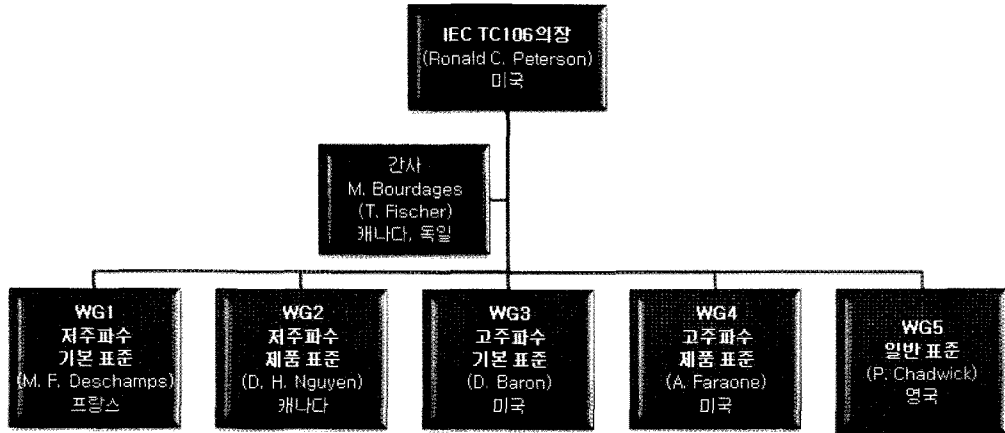 IEC TC106의장
(Ronald C. Peterson)
미국
간사
M. Bourdages
(T. Fischer)
캐나다, 독일
WG1
저주파수
기본 표준
(M. F. Deschamps)
프랑스
WG2
저주파수
제품 표준
(D. H. Nguyen)
캐나다
WG3
고주파수
기본 표준
(D. Baron)
미국
WG4
고주파수
제품 표준
(A. Faraone)
미국
WG5
일반 표준
(P. Chadwick)
영국